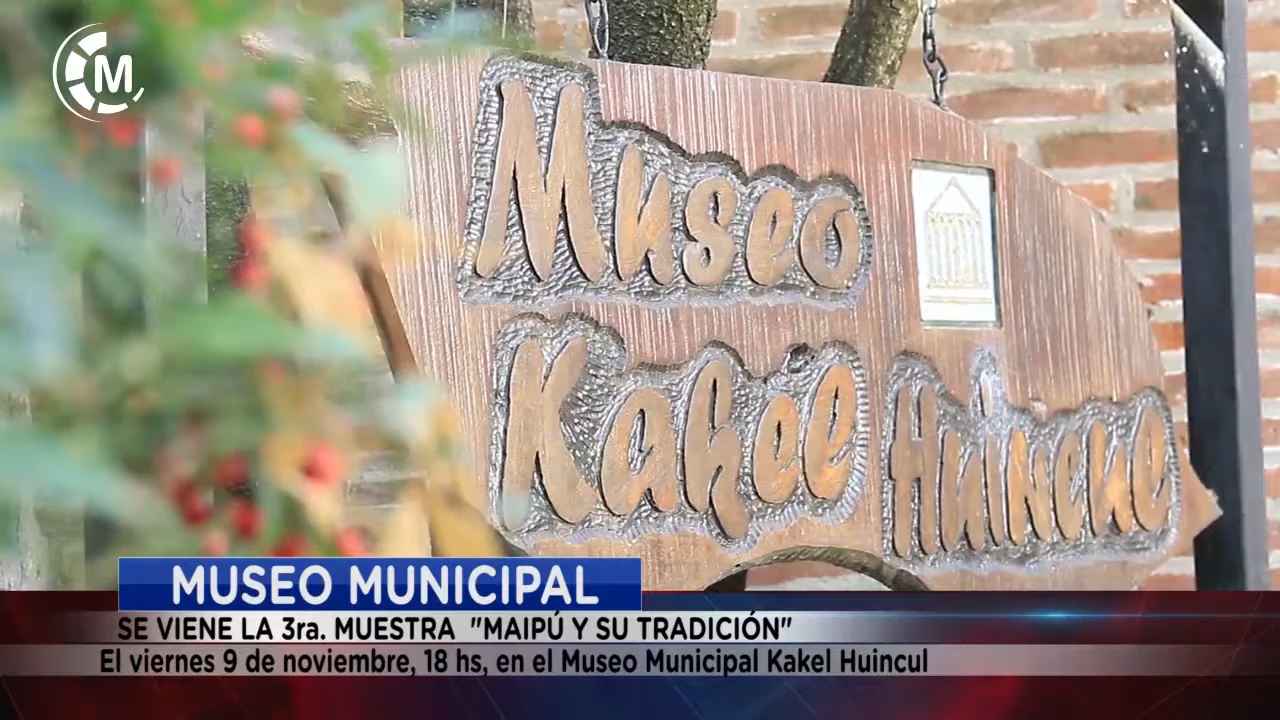 M
Museo
Kakel Huincul
MUSEO MUNICIPAL
SE VIENE LA 3ra. MUESTRA "MAIPÚ Y SU TRADICIÓN"
El viernes 9 de noviembre, 18 hs, en el Museo Municipal Kakel Huincul